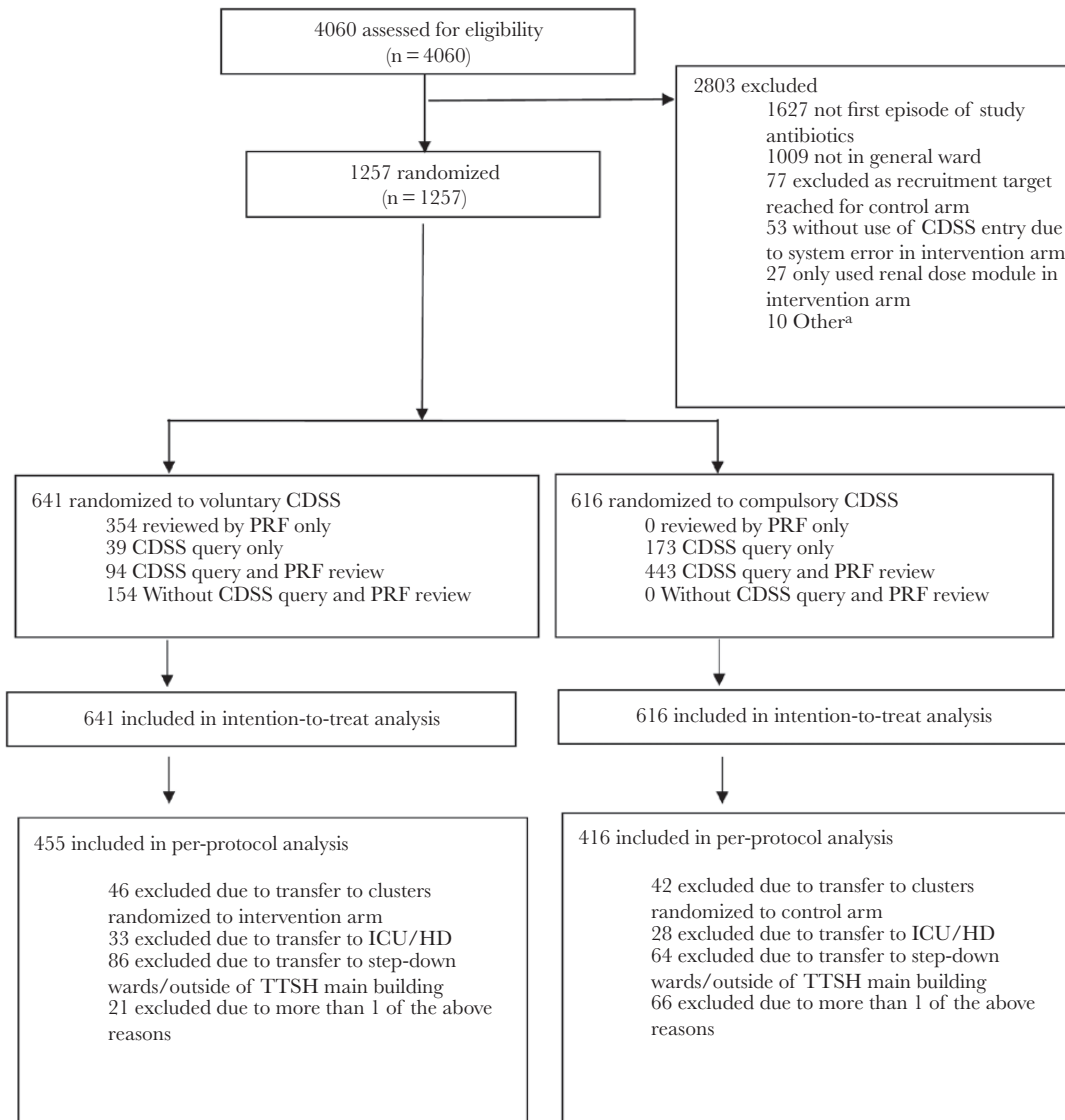 4060 assessed for eligibility
(n = 4060)
2803 excluded
1627 not first episode of study
antibiotics
1009 not in general ward
77 excluded as recruitment target
reached for control arm
53 without use of CDSS entry due
to system error in intervention arm
27 only used renal dose module in
intervention arm
10 Otherᵃ
1257 randomized
(n = 1257)
641 randomized to voluntary CDSS
354 reviewed by PRF only
39 CDSS query only
94 CDSS query and PRF review
154 Without CDSS query and PRF review
616 randomized to compulsory CDSS
0 reviewed by PRF only
173 CDSS query only
443 CDSS query and PRF review
0 Without CDSS query and PRF review
641 included in intention-to-treat analysis
616 included in intention-to-treat analysis
455 included in per-protocol analysis
46 excluded due to transfer to clusters
randomized to intervention arm
33 excluded due to transfer to ICU/HD
86 excluded due to transfer to step-down
wards/outside of TTSH main building
21 excluded due to more than 1 of the above
reasons
416 included in per-protocol analysis
42 excluded due to transfer to clusters
randomized to control arm
28 excluded due to transfer to ICU/HD
64 excluded due to transfer to step-down
wards/outside of TTSH main building
66 excluded due to more than 1 of the above
reasons